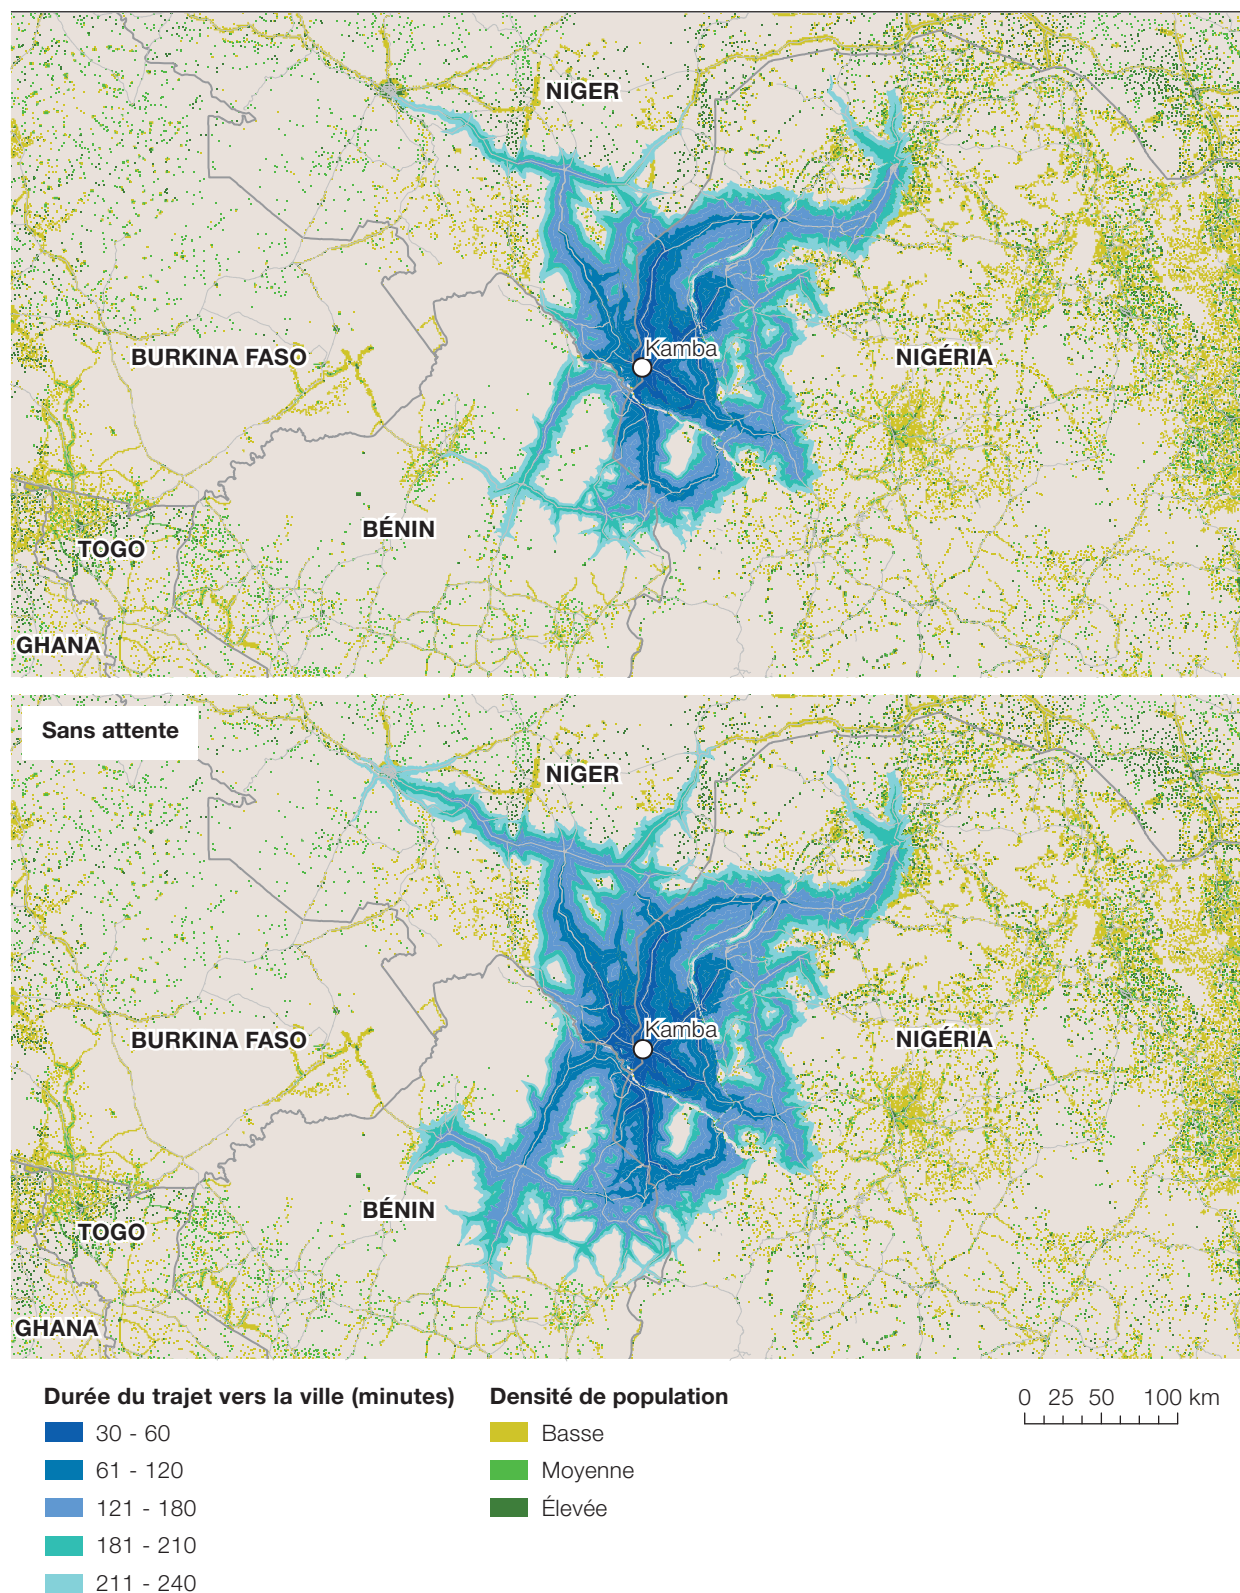 NIGER
Kamba
BURKINA FASO
NIGÉRIA
BÉNIN
TOGO
GHANA
Sans attente
NIGER
Kamba
BURKINA FASO
NIGÉRIA
BÉNIN
TOGO
GHANA
Durée du trajet vers la ville (minutes)
30 - 60
61 - 120
121 - 180
181 - 210
211 - 240
Densité de population
Basse
Moyenne
Élevée
0 25 50 100 km